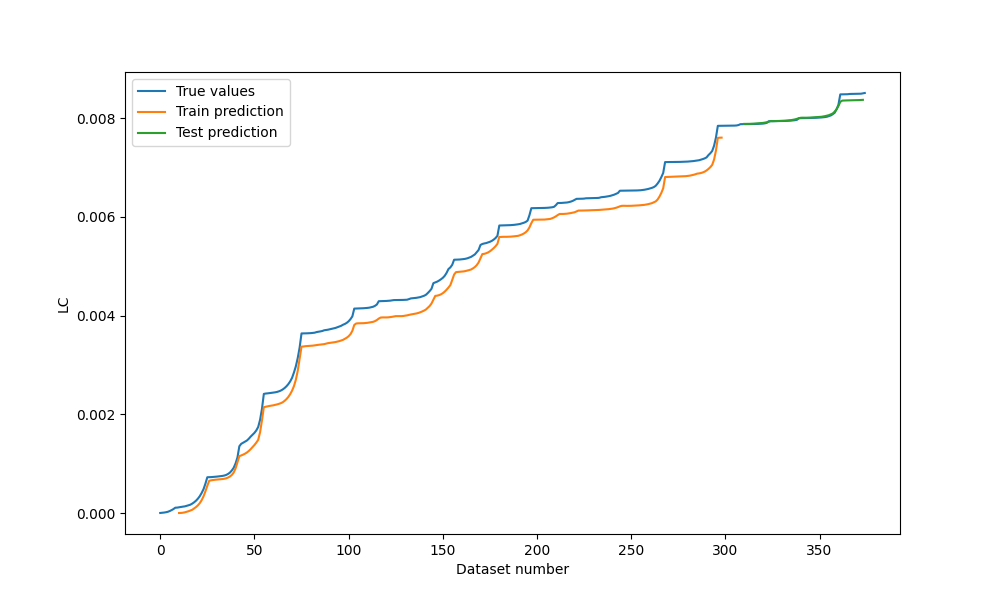 True values
Train prediction
Test prediction
LC
0.008
0.006
0.004
0.002
0.000
0 50 100 150 200 250 300 350
Dataset number